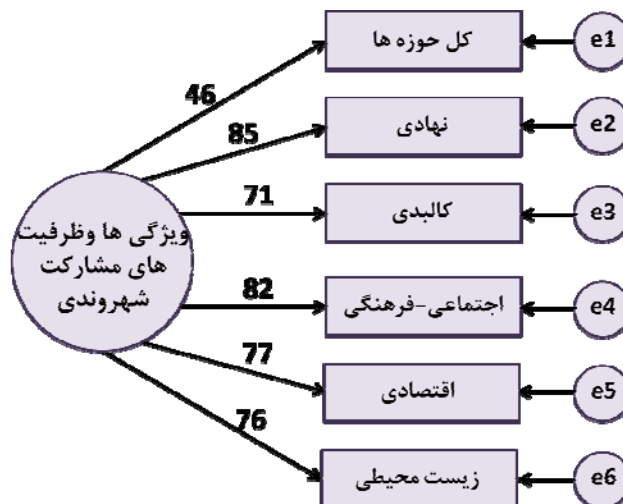 کل حوزه ها
e1
46
نهادی
e2
85
کالبدی
e3
71
ویژگی ها وظرفیت
های مشارکت
شهروندی
82
اجتماعی-فرهنگی
e4
77
اقتصادی
e5
76
زیست محیطی
e6